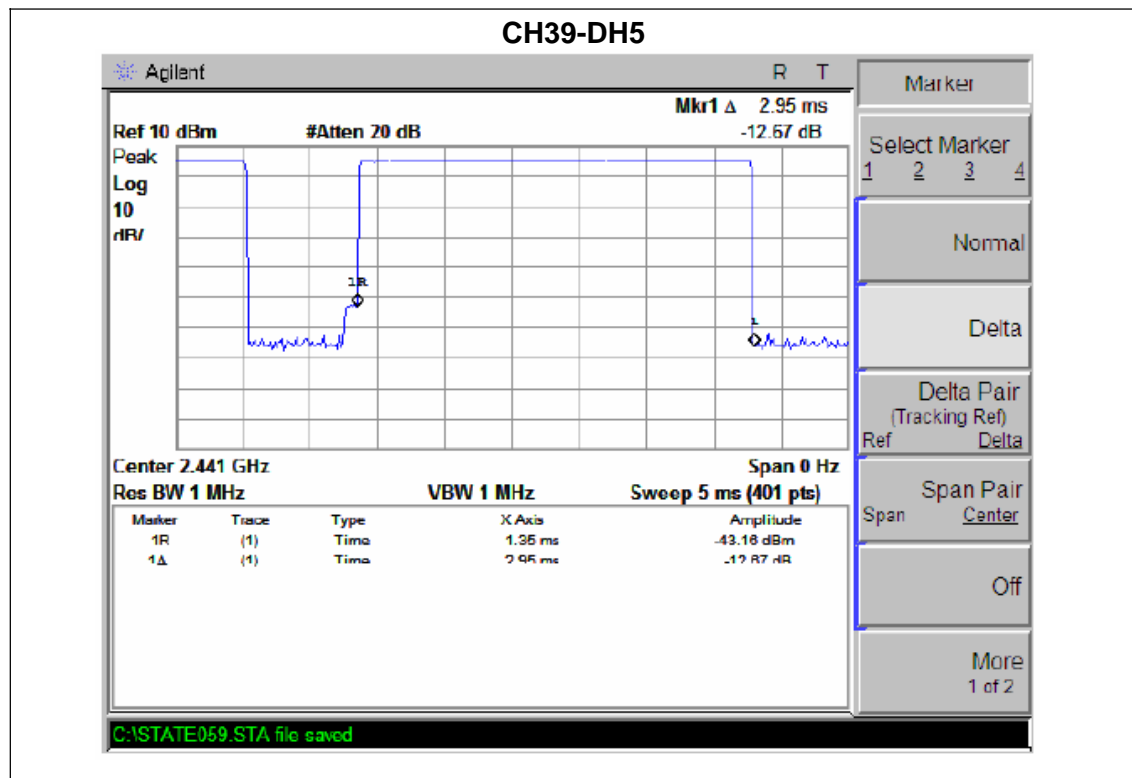 CH39-DH5
Agilent R T
Mkr1 Δ 2.95 ms
Ref 10 dBm #Atten 20 dB -12.67 dB
Peak
Log
10
dB/
1R
1
Center 2.441 GHz Span 0 Hz
Res BW 1 MHz VBW 1 MHz Sweep 5 ms (401 pts)
Marker Trace Type X Axis Amplitude
1R (1) Time 1.35 ms -43.16 dBm
1Δ (1) Time 2.95 ms -12.67 dB
C:\STATE059.STA file saved
Marker
Select Marker
1 2 3 4
Normal
Delta
Delta Pair
(Tracking Ref)
Ref Delta
Span Pair
Span Center
Off
More
1 of 2